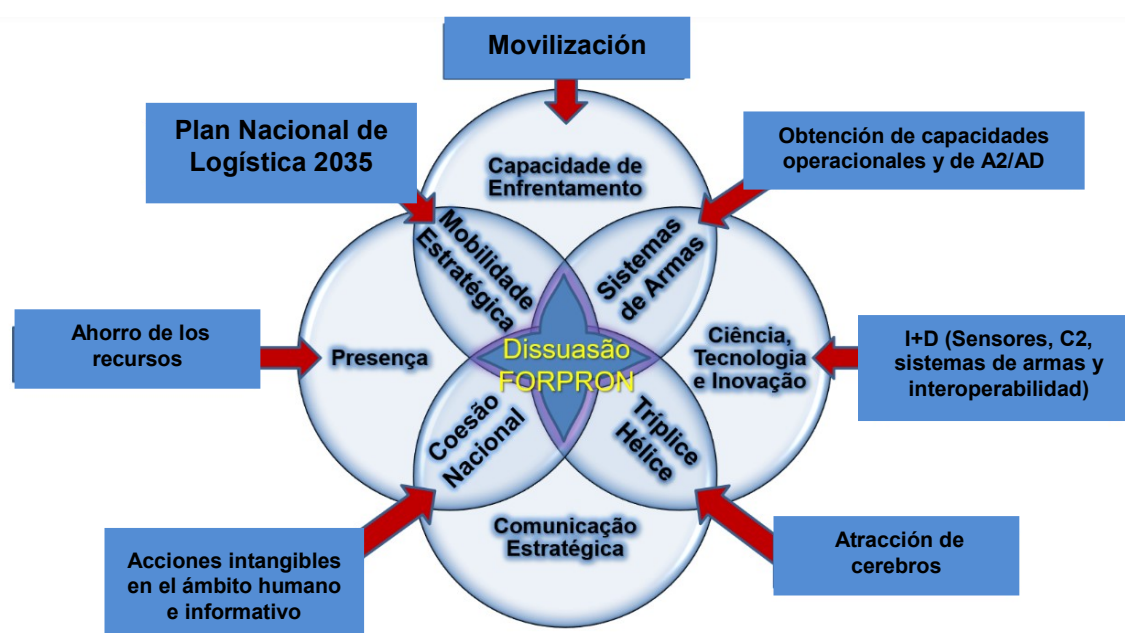 Movilización
Plan Nacional de
Logística 2035
Obtención de capacidades
operacionales y de A2/AD
Capacidade de
Enfrentamento
Mobilidade
Estratégica
Sistemas
de Armas
Ahorro de los
recursos
Presença
Dissuasão
FORPRON
Ciência,
Tecnologia
e Inovação
I+D (Sensores, C2,
sistemas de armas y
interoperabilidad)
Coesão
Nacional
Tríplice
Hélice
Comunicação
Estratégica
Acciones intangibles
en el ámbito humano
e informativo
Atracción de
cerebros